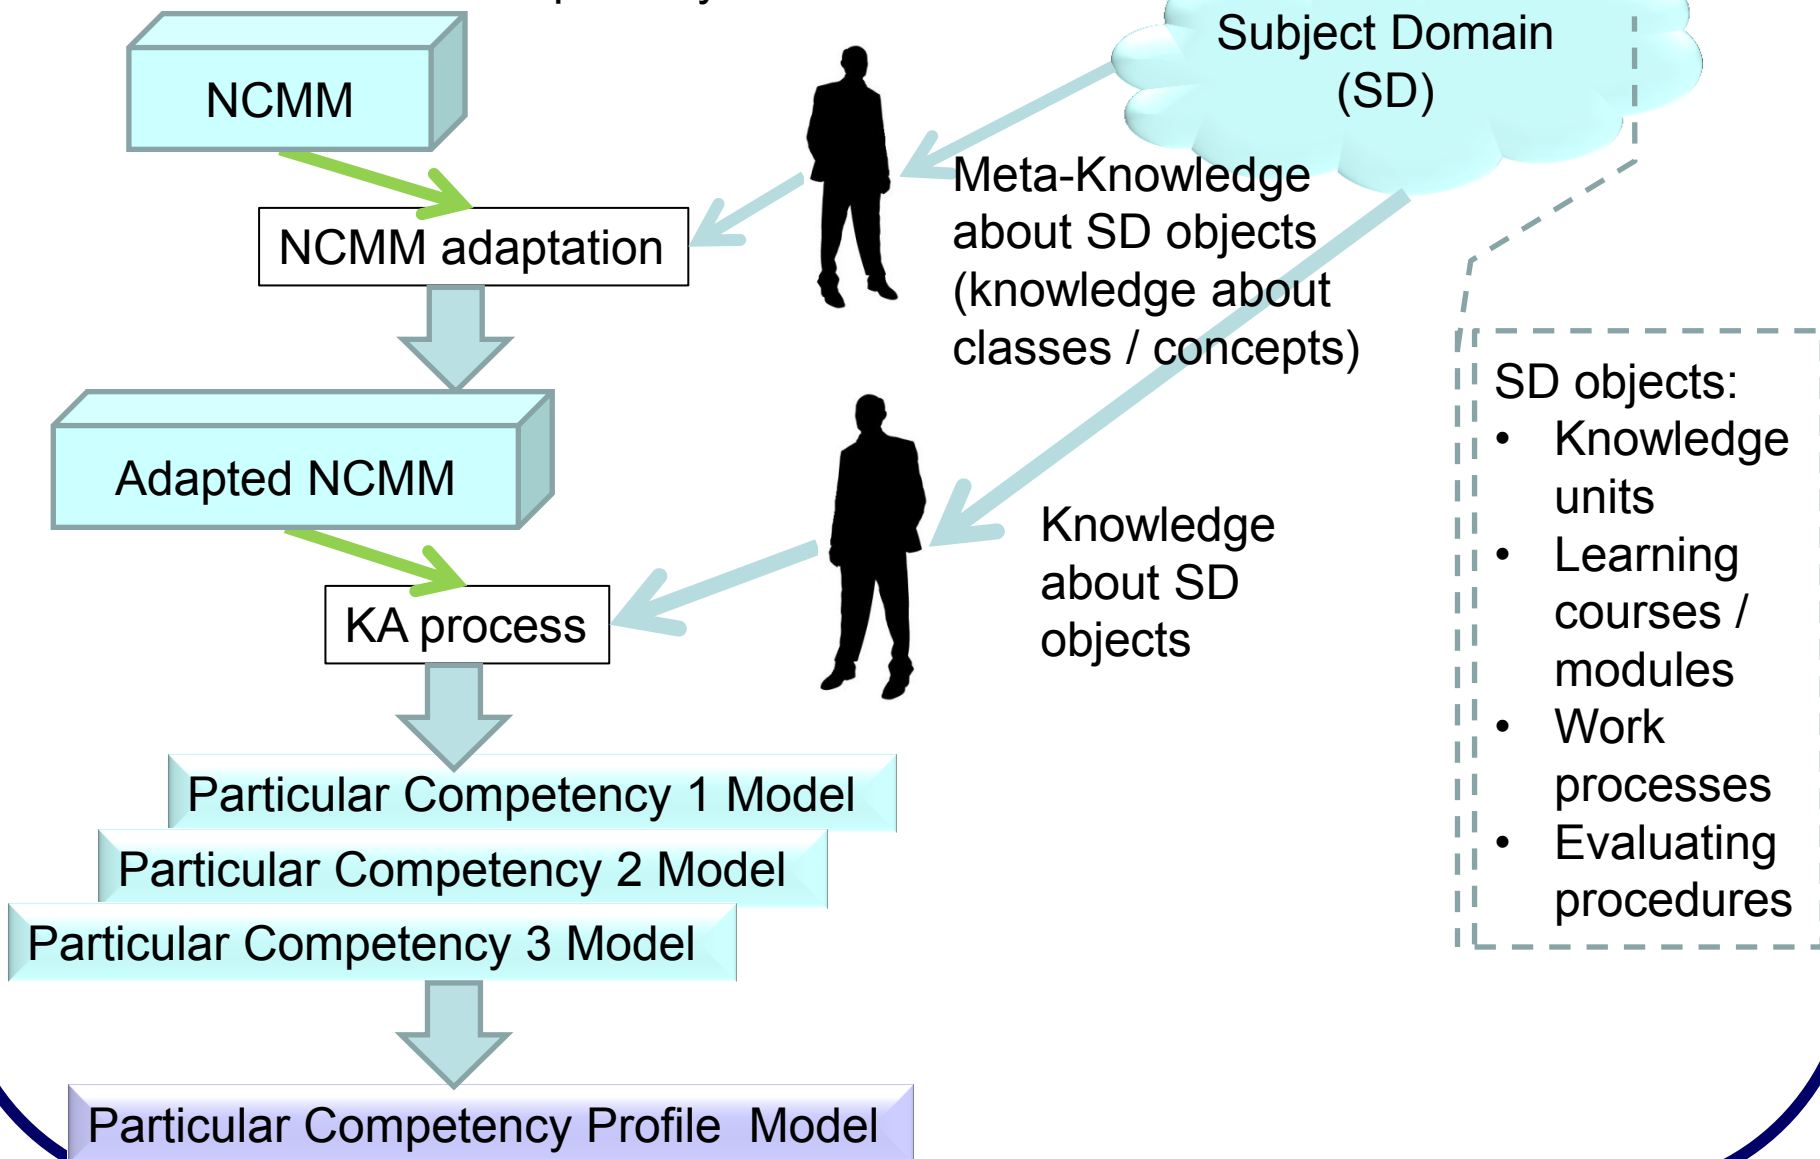 Subject Domain
(SD)
NCMM
Meta-Knowledge
about SD objects
(knowledge about
classes / concepts)
NCMM adaptation
SD objects:
• Knowledge
units
• Learning
courses /
modules
• Work
processes
• Evaluating
procedures
Adapted NCMM
Knowledge
about SD
objects
KA process
Particular Competency 1 Model
Particular Competency 2 Model
Particular Competency 3 Model
Particular Competency Profile Model